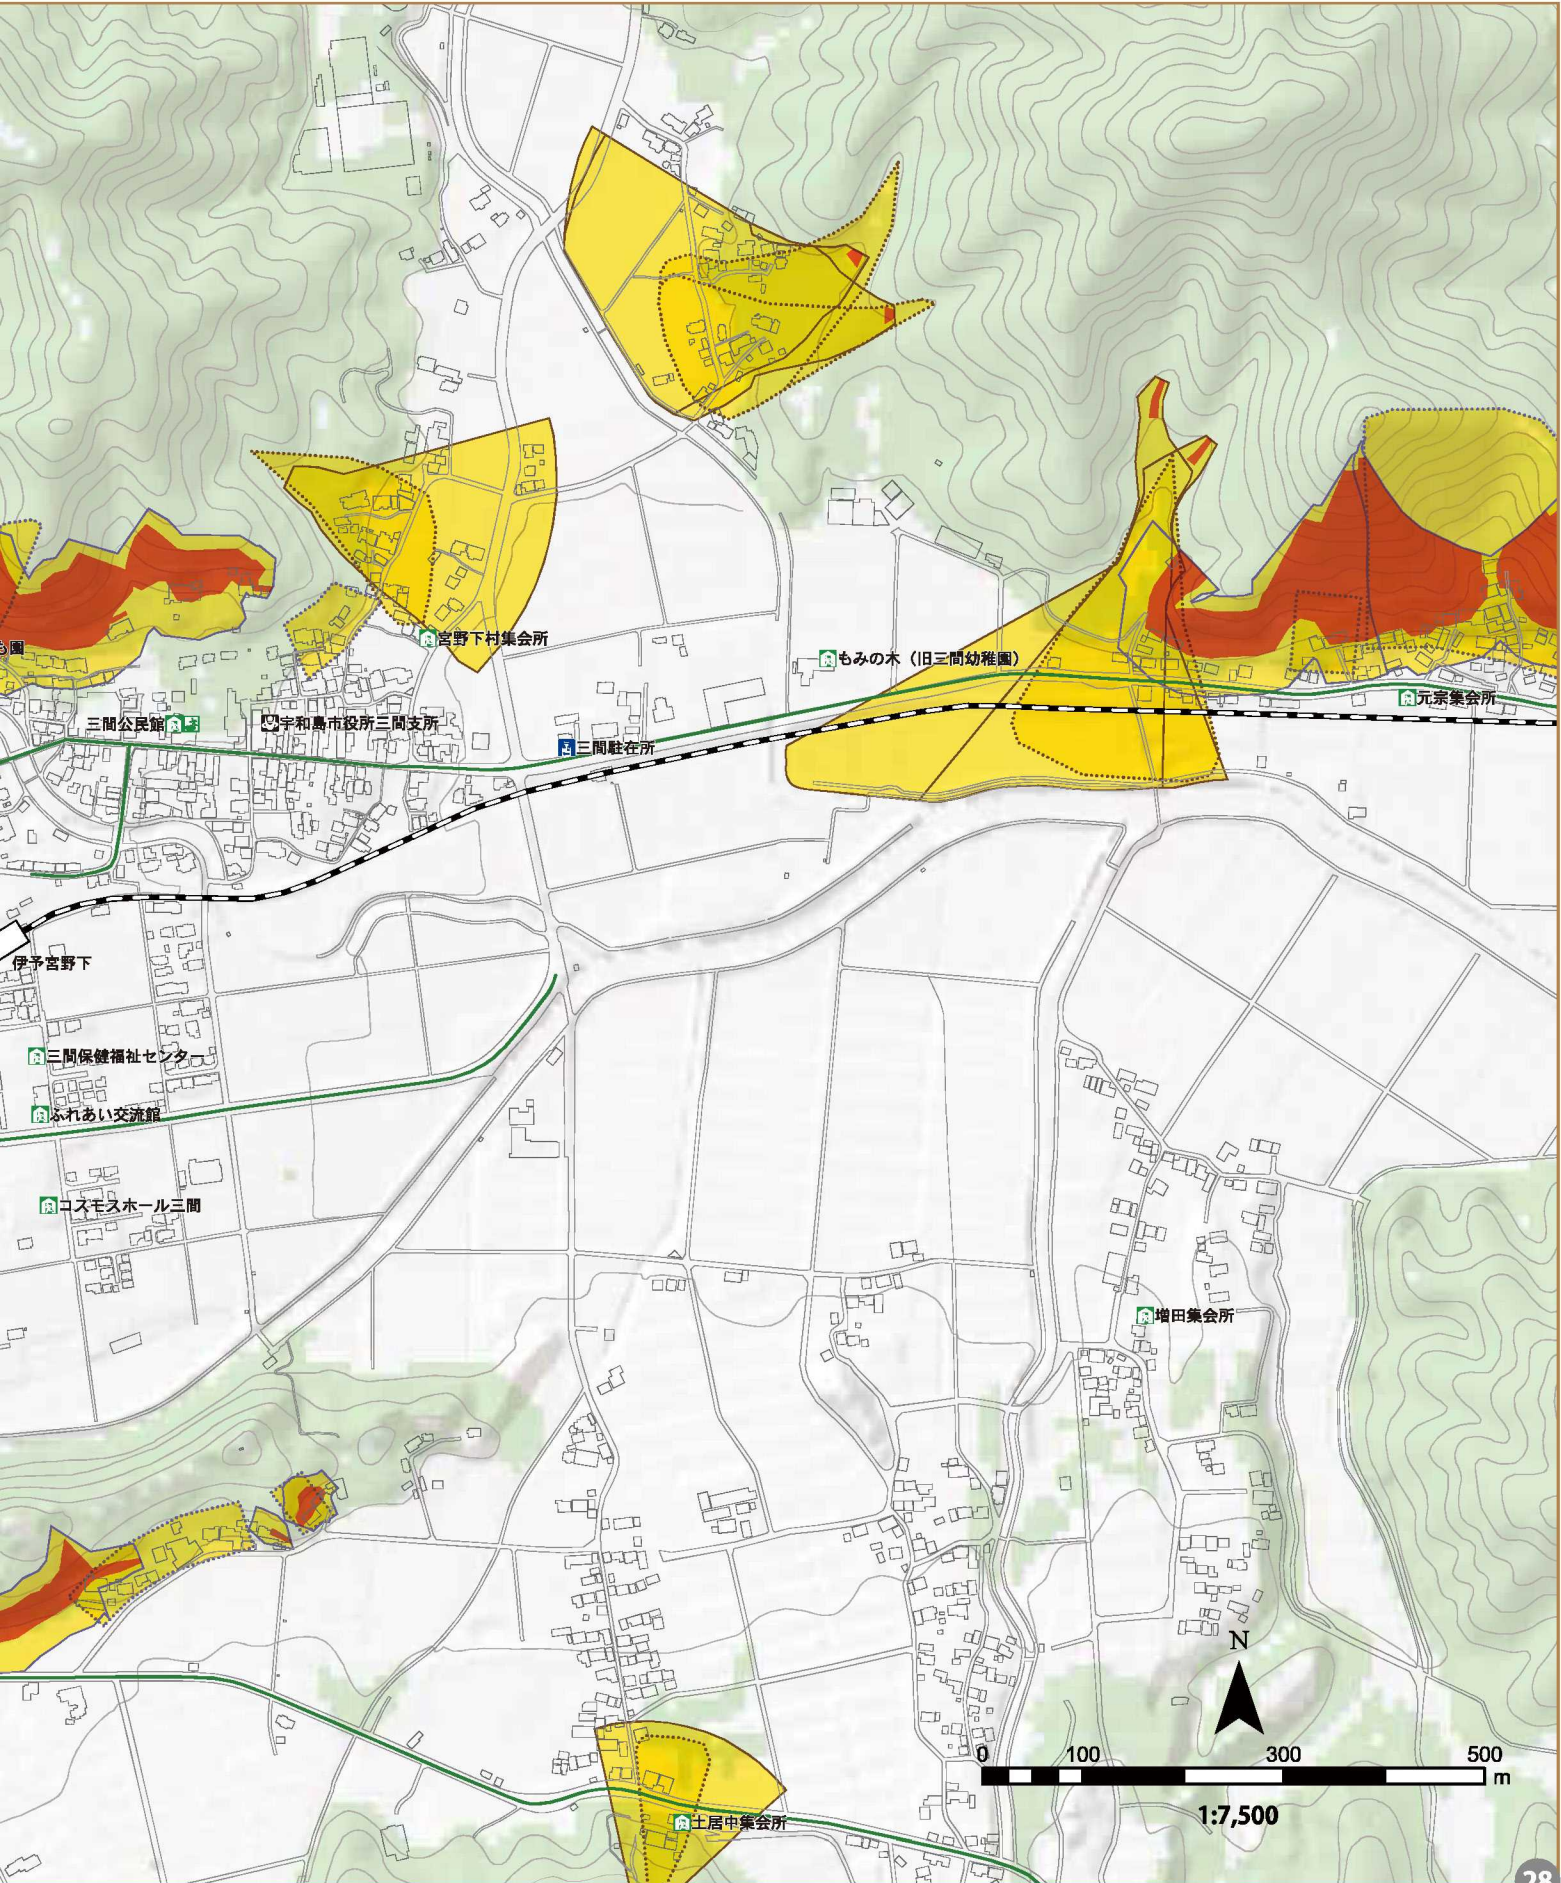 も園
宮野下村集会所
もみの木（旧三間幼稚園）
元宗集会所
三間公民館
宇和島市役所三間支所
三間駐在所
伊予宮野下
三間保健福祉センター
ふれあい交流館
コスモスホール三間
増田集会所
N
0 100 300 500
m
1:7,500
土居中集会所
28